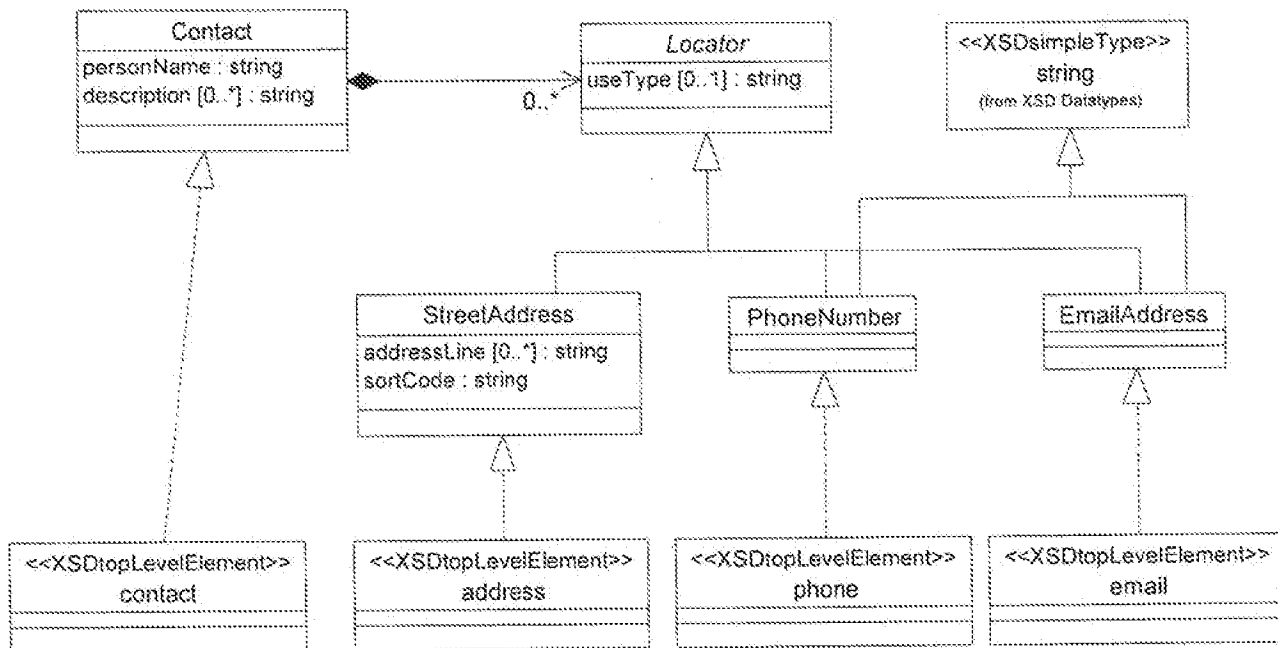 Contact
personName : string
description [0..*] : string
0..*
Locator
useType [0..1] : string
<<XSDsimpleType>>
string
(from XSD Datatypes)
StreetAddress
addressLine [0..*] : string
sortCode : string
PhoneNumber
EmailAddress
<<XSDtopLevelElement>>
contact
<<XSDtopLevelElement>>
address
<<XSDtopLevelElement>>
phone
<<XSDtopLevelElement>>
email